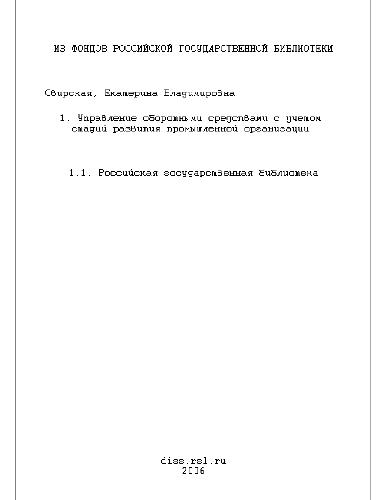 ИЗ ФОНДОВ РОССИЙСКОЙ ГОСУДАРСТВЕННОЙ БИБЛИОТЕКИ
Свирская, Екатерина Владимировна
1. Управление оборотными средствами с учетом
стадий развития промышленной организации
1.1. Российская государственная библиотека
diss.rsl.ru
2006